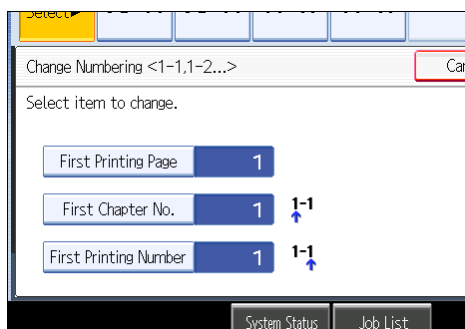 Select►
Change Numbering <1-1,1-2...>
Select item to change.
First Printing Page 1
First Chapter No. 1 1-1
First Printing Number 1 1-1
System Status Job List